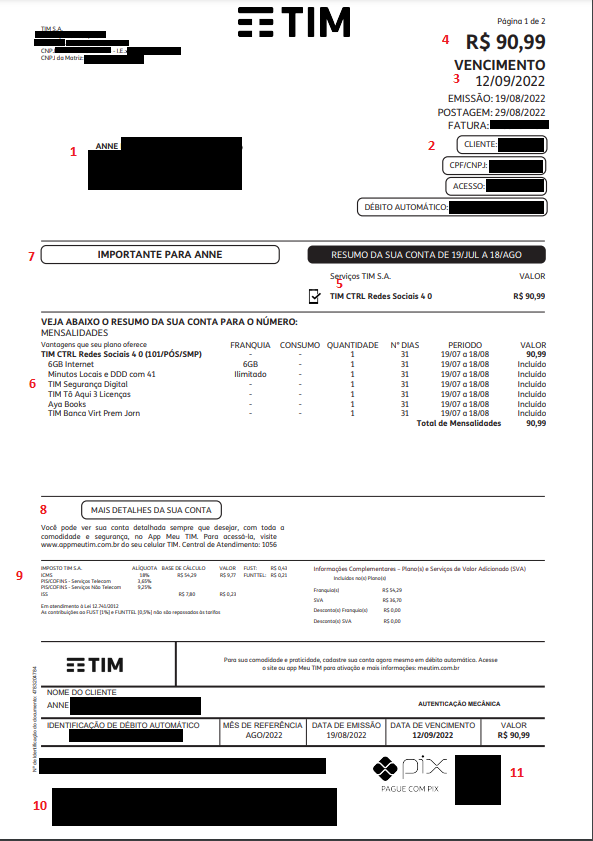 TIM
Página 1 de 2
TIM S.A.
CNPJ - I.E.:
CNPJ da Matriz:
4 R$ 90,99
VENCIMENTO
3 12/09/2022
EMISSÃO: 19/08/2022
POSTAGEM: 29/08/2022
FATURA:
1 ANNE
2 CLIENTE:
CPF/CNPJ:
ACESSO:
DÉBITO AUTOMÁTICO:
7 IMPORTANTE PARA ANNE
RESUMO DA SUA CONTA DE 19/JUL A 18/AGO
Serviços TIM S.A. VALOR
5
TIM CTRL Redes Sociais 4 0 R$ 90,99
VEJA ABAIXO O RESUMO DA SUA CONTA PARA O NÚMERO:
MENSALIDADES
Vantagens que seu plano oferece FRANQUIA CONSUMO QUANTIDADE N° DIAS PERIODO VALOR
TIM CTRL Redes Sociais 4 0 (101/PÓS/SMP) - - 1 31 19/07 a 18/08 90,99
6GB Internet 6GB - 1 31 19/07 a 18/08 Incluído
Minutos Locais e DDD com 41 Ilimitado - 1 31 19/07 a 18/08 Incluído
6 TIM Segurança Digital - - 1 31 19/07 a 18/08 Incluído
TIM Tô Aqui 3 Licenças - - 1 31 19/07 a 18/08 Incluído
Aya Books - - 1 31 19/07 a 18/08 Incluído
TIM Banca Virt Prem Jorn - - 1 31 19/07 a 18/08 Incluído
Total de Mensalidades 90,99
8 MAIS DETALHES DA SUA CONTA
Você pode ver sua conta detalhada sempre que desejar, com toda a
comodidade e segurança, no App Meu TIM. Para acessá-la, visite
www.appmeutim.com.br do seu celular TIM. Central de Atendimento: 1056
9
IMPOSTO TIM S.A. ALÍQUOTA BASE DE CÁLCULO VALOR FUST: R$ 0,43
ICMS 18% R$ 54,29 R$ 9,77 FUNTTEL: R$ 0,21
PIS/COFINS - Serviços Telecom 3,65%
PIS/COFINS - Serviços Não Telecom 9,25%
ISS R$ 7,80 R$ 0,23
Em atendimento à Lei 12.741/2012
As contribuições ao FUST (1%) e FUNTTEL (0,5%) não são repassadas às tarifas
Informações Complementares – Plano(s) e Serviços de Valor Adicionado (SVA)
Incluídos no(s) Plano(s)
Franquia(s) R$ 54,29
SVA R$ 36,70
Desconto(s) Franquia(s) R$ 0,00
Desconto(s) SVA R$ 0,00
TIM
Para sua comodidade e praticidade, cadastre sua conta agora mesmo em débito automático. Acesse
o site ou app Meu TIM para ativação e mais informações: meutim.com.br
NOME DO CLIENTE
ANNE
AUTENTICAÇÃO MECÂNICA
IDENTIFICAÇÃO DE DÉBITO AUTOMÁTICO MÊS DE REFERÊNCIA DATA DE EMISSÃO DATA DE VENCIMENTO VALOR
AGO/2022 19/08/2022 12/09/2022 R$ 90,99
Nº de Identificação do documento:
pix
PAGUE COM PIX
11
10